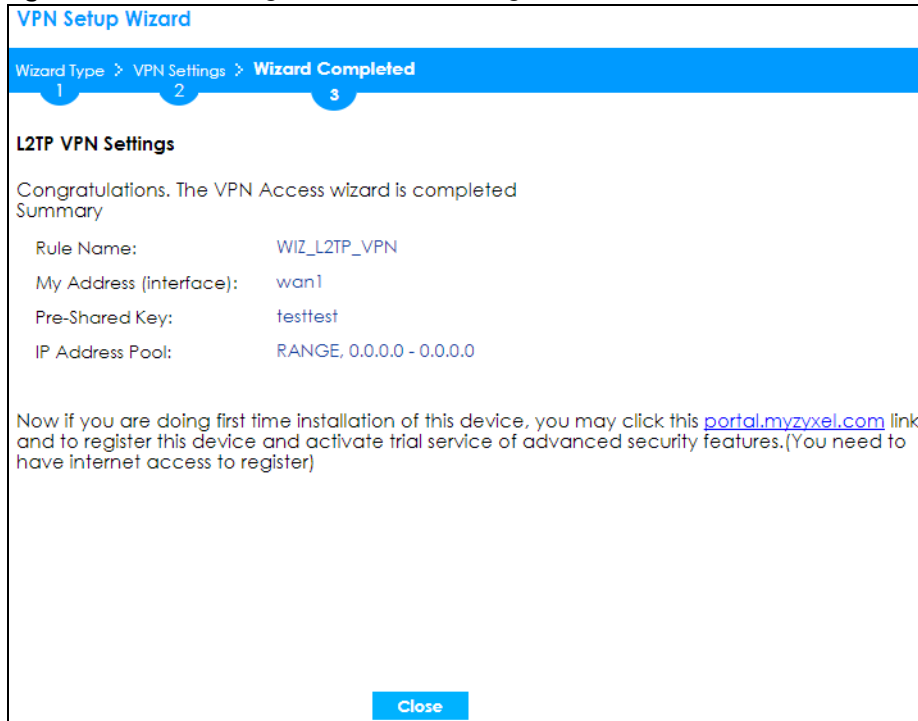 VPN Setup Wizard
Wizard Type > VPN Settings > Wizard Completed
1 2 3
L2TP VPN Settings
Congratulations. The VPN Access wizard is completed
Summary
Rule Name: WIZ_L2TP_VPN
My Address (interface): wan1
Pre-Shared Key: testtest
IP Address Pool: RANGE, 0.0.0.0 - 0.0.0.0
Now if you are doing first time installation of this device, you may click this portal.myzyxel.com link
and to register this device and activate trial service of advanced security features.(You need to
have internet access to register)
Close